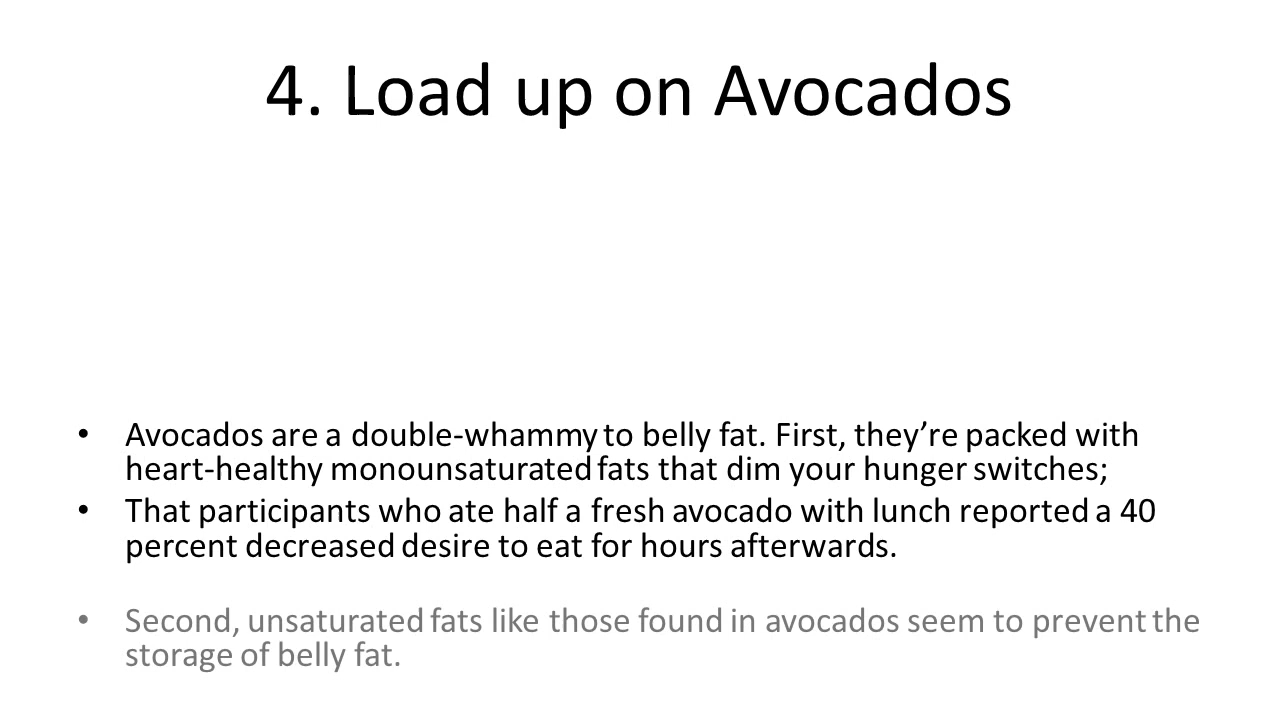 4. Load up on Avocados
• Avocados are a double-whammy to belly fat. First, they’re packed with
heart-healthy monounsaturated fats that dim your hunger switches;
• That participants who ate half a fresh avocado with lunch reported a 40
percent decreased desire to eat for hours afterwards.
• Second, unsaturated fats like those found in avocados seem to prevent the
storage of belly fat.